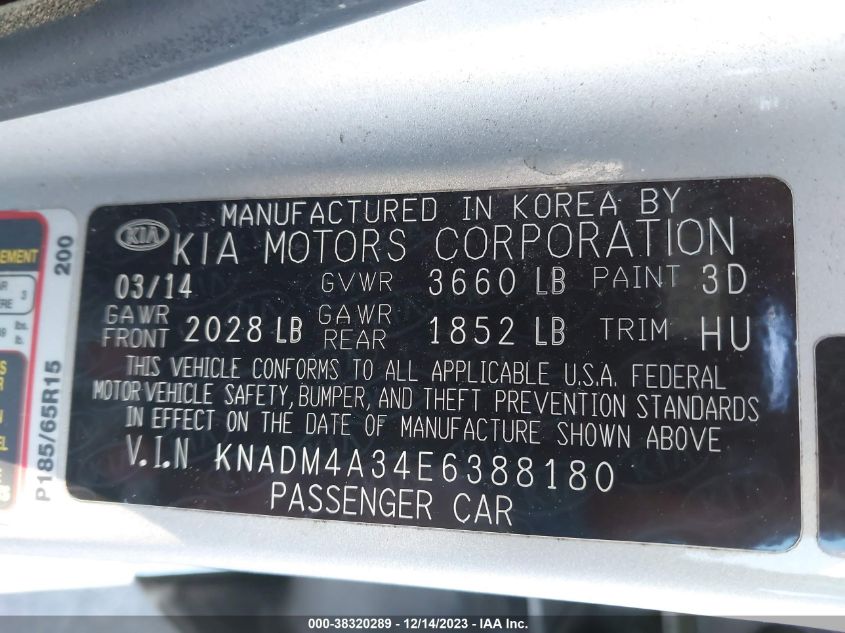 MANUFACTURED IN KOREA BY
KIA KIA MOTORS CORPORATION
03/14 GVWR 3660 LB PAINT 3D
GAWR FRONT 2028 LB GAWR REAR 1852 LB TRIM HU
THIS VEHICLE CONFORMS TO ALL APPLICABLE U.S.A. FEDERAL
MOTOR VEHICLE SAFETY, BUMPER, AND THEFT PREVENTION STANDARDS
IN EFFECT ON THE DATE OF MANUFACTURE SHOWN ABOVE
V.I.N KNADM4A34E6388180
PASSENGER CAR
P185/65R15 200
000-38320289 - 12/14/2023 - IAA Inc.